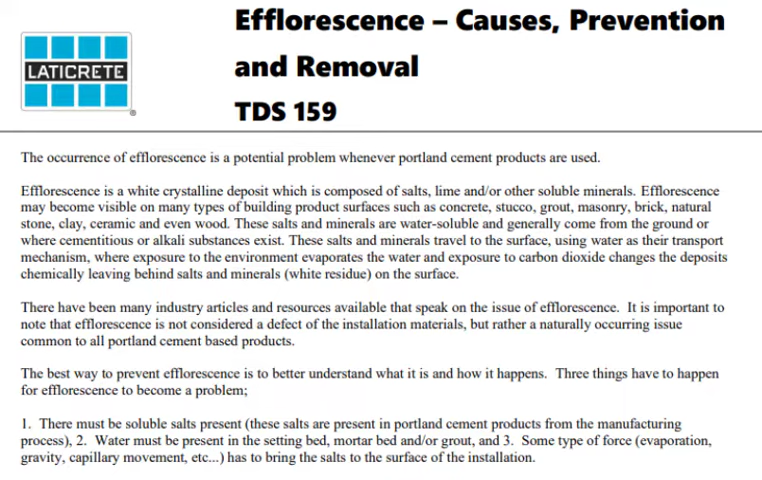 Efflorescence – Causes, Prevention
and Removal
TDS 159
LATICRETE
®
The occurrence of efflorescence is a potential problem whenever portland cement products are used.
Efflorescence is a white crystalline deposit which is composed of salts, lime and/or other soluble minerals. Efflorescence
may become visible on many types of building product surfaces such as concrete, stucco, grout, masonry, brick, natural
stone, clay, ceramic and even wood. These salts and minerals are water-soluble and generally come from the ground or
where cementitious or alkali substances exist. These salts and minerals travel to the surface, using water as their transport
mechanism, where exposure to the environment evaporates the water and exposure to carbon dioxide changes the deposits
chemically leaving behind salts and minerals (white residue) on the surface.
There have been many industry articles and resources available that speak on the issue of efflorescence. It is important to
note that efflorescence is not considered a defect of the installation materials, but rather a naturally occurring issue
common to all portland cement based products.
The best way to prevent efflorescence is to better understand what it is and how it happens. Three things have to happen
for efflorescence to become a problem;
1. There must be soluble salts present (these salts are present in portland cement products from the manufacturing
process), 2. Water must be present in the setting bed, mortar bed and/or grout, and 3. Some type of force (evaporation,
gravity, capillary movement, etc...) has to bring the salts to the surface of the installation.